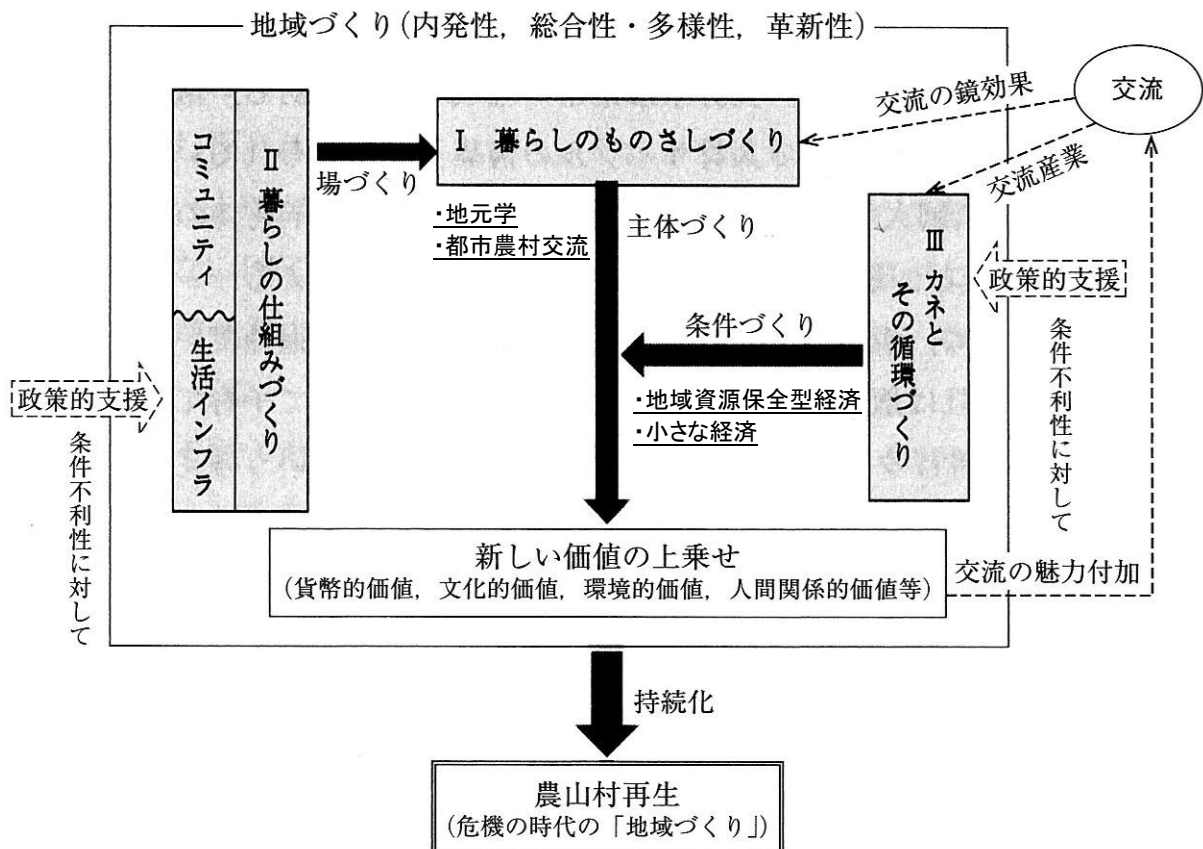 地域づくり(内発性，総合性・多様性，革新性)
交流
交流の鏡効果
交流産業
コミュニティ
生活インフラ
Ⅱ 暮らしの仕組みづくり
場づくり
Ⅰ 暮らしのものさしづくり
・地元学
・都市農村交流
主体づくり
Ⅲ カネと
その循環づくり
政策的支援
条件不利性に対して
条件づくり
・地域資源保全型経済
・小さな経済
政策的支援
条件不利性に対して
新しい価値の上乗せ
(貨幣的価値，文化的価値，環境的価値，人間関係的価値等)
交流の魅力付加
持続化
農山村再生
(危機の時代の「地域づくり」)